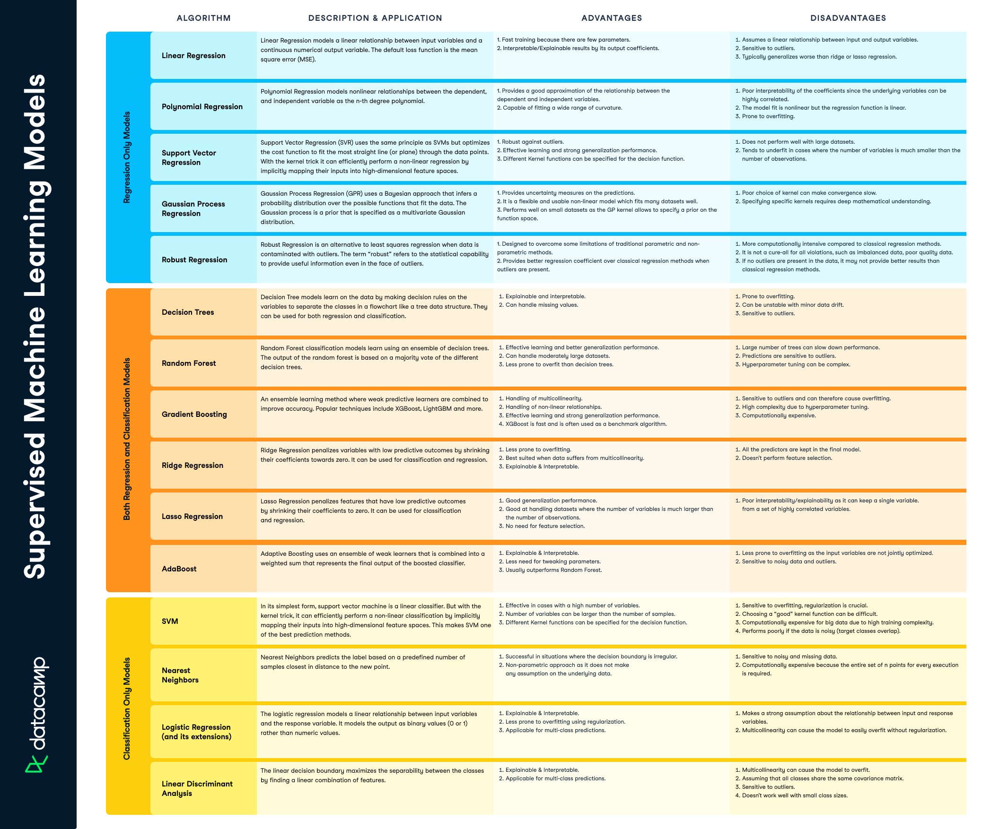 Supervised Machine Learning Models
datacamp
ALGORITHM
DESCRIPTION & APPLICATION
ADVANTAGES
DISADVANTAGES
Regression Only Models
Linear Regression
Linear Regression models a linear relationship between input variables and a
continuous numerical output variable. The default loss function is the mean
square error (MSE).
1. Fast training because there are few parameters.
2. Interpretable/Explainable results by its output coefficients.
1. Assumes a linear relationship between input and output variables.
2. Sensitive to outliers.
3. Typically generalizes worse than ridge or lasso regression.
Polynomial Regression
Polynomial Regression models nonlinear relationships between the dependent,
and independent variable as the n-th degree polynomial.
1. Provides a good approximation of the relationship between the
dependent and independent variables.
2. Capable of fitting a wide range of curvature.
1. Poor interpretability of the coefficients since the underlying variables can be
highly correlated.
2. The model fit is nonlinear but the regression function is linear.
3. Prone to overfitting.
Support Vector
Regression
Support Vector Regression (SVR) uses the same principle as SVMs but optimizes
the cost function to fit the most straight line (or plane) through the data points.
With the kernel trick it can efficiently perform a non-linear regression by
implicitly mapping their inputs into high-dimensional feature spaces.
1. Robust against outliers.
2. Effective learning and strong generalization performance.
3. Different Kernel functions can be specified for the decision function.
1. Does not perform well with large datasets.
2. Tends to underfit in cases where the number of variables is much smaller than the
number of observations.
Gaussian Process
Regression
Gaussian Process Regression (GPR) uses a Bayesian approach that infers a
probability distribution over the possible functions that fit the data. The
Gaussian process is a prior that is specified as a multivariate Gaussian
distribution.
1. Provides uncertainty measures on the predictions.
2. It is a flexible and usable non-linear model which fits many datasets well.
3. Performs well on small datasets as the GP kernel allows to specify a prior on the
function space.
1. Poor choice of kernel can make convergence slow.
2. Specifying specific kernels requires deep mathematical understanding.
Robust Regression
Robust Regression is an alternative to least squares regression when data is
contaminated with outliers. The term “robust” refers to the statistical capability
to provide useful information even in the face of outliers.
1. Designed to overcome some limitations of traditional parametric and non-
parametric methods.
2. Provides better regression coefficient over classical regression methods when
outliers are present.
1. More computationally intensive compared to classical regression methods.
2. It is not a cure-all for all violations, such as imbalanced data, poor quality data.
3. If no outliers are present in the data, it may not provide better results than
classical regression methods.
Both Regression and Classification Models
Decision Trees
Decision Tree models learn on the data by making decision rules on the
variables to separate the classes in a flowchart like a tree data structure. They
can be used for both regression and classification.
1. Explainable and interpretable.
2. Can handle missing values.
1. Prone to overfitting.
2. Can be unstable with minor data drift.
3. Sensitive to outliers.
Random Forest
Random Forest classification models learn using an ensemble of decision trees.
The output of the random forest is based on a majority vote of the different
decision trees.
1. Effective learning and better generalization performance.
2. Can handle moderately large datasets.
3. Less prone to overfit than decision trees.
1. Large number of trees can slow down performance.
2. Predictions are sensitive to outliers.
3. Hyperparameter tuning can be complex.
Gradient Boosting
An ensemble learning method where weak predictive learners are combined to
improve accuracy. Popular techniques include XGBoost, LightGBM and more.
1. Handling of multicollinearity.
2. Handling of non-linear relationships.
3. Effective learning and strong generalization performance.
4. XGBoost is fast and is often used as a benchmark algorithm.
1. Sensitive to outliers and can therefore cause overfitting.
2. High complexity due to hyperparameter tuning.
3. Computationally expensive.
Ridge Regression
Ridge Regression penalizes variables with low predictive outcomes by shrinking
their coefficients towards zero. It can be used for classification and regression.
1. Less prone to overfitting.
2. Best suited when data suffers from multicollinearity.
3. Explainable & Interpretable.
1. All the predictors are kept in the final model.
2. Doesn't perform feature selection.
Lasso Regression
Lasso Regression penalizes features that have low predictive outcomes
by shrinking their coefficients to zero. It can be used for classification
and regression.
1. Good generalization performance.
2. Good at handling datasets where the number of variables is much larger than
the number of observations.
3. No need for feature selection.
1. Poor interpretability/explainability as it can keep a single variable.
from a set of highly correlated variables.
AdaBoost
Adaptive Boosting uses an ensemble of weak learners that is combined into a
weighted sum that represents the final output of the boosted classifier.
1. Explainable & Interpretable.
2. Less need for tweaking parameters.
3. Usually outperforms Random Forest.
1. Less prone to overfitting as the input variables are not jointly optimized.
2. Sensitive to noisy data and outliers.
Classification Only Models
SVM
In its simplest form, support vector machine is a linear classifier. But with the
kernel trick, it can efficiently perform a non-linear classification by implicitly
mapping their inputs into high-dimensional feature spaces. This makes SVM one
of the best prediction methods.
1. Effective in cases with a high number of variables.
2. Number of variables can be larger than the number of samples.
3. Different Kernel functions can be specified for the decision function.
1. Sensitive to overfitting, regularization is crucial.
2. Choosing a “good” kernel function can be difficult.
3. Computationally expensive for big data due to high training complexity.
4. Performs poorly if the data is noisy (target classes overlap).
Nearest
Neighbors
Nearest Neighbors predicts the label based on a predefined number of
samples closest in distance to the new point.
1. Successful in situations where the decision boundary is irregular.
2. Non-parametric approach as it does not make
any assumption on the underlying data.
1. Sensitive to noisy and missing data.
2. Computationally expensive because the entire set of n points for every execution
is required.
Logistic Regression
(and its extensions)
The logistic regression models a linear relationship between input variables
and the response variable. It models the output as binary values (0 or 1)
rather than numeric values.
1. Explainable & Interpretable.
2. Less prone to overfitting using regularization.
3. Applicable for multi-class predictions.
1. Makes a strong assumption about the relationship between input and response
variables.
2. Multicollinearity can cause the model to easily overfit without regularization.
Linear Discriminant
Analysis
The linear decision boundary maximizes the separability between the classes
by finding a linear combination of features.
1. Explainable & Interpretable.
2. Applicable for multi-class predictions.
1. Multicollinearity can cause the model to overfit.
2. Assuming that all classes share the same covariance matrix.
3. Sensitive to outliers.
4. Doesn't work well with small class sizes.